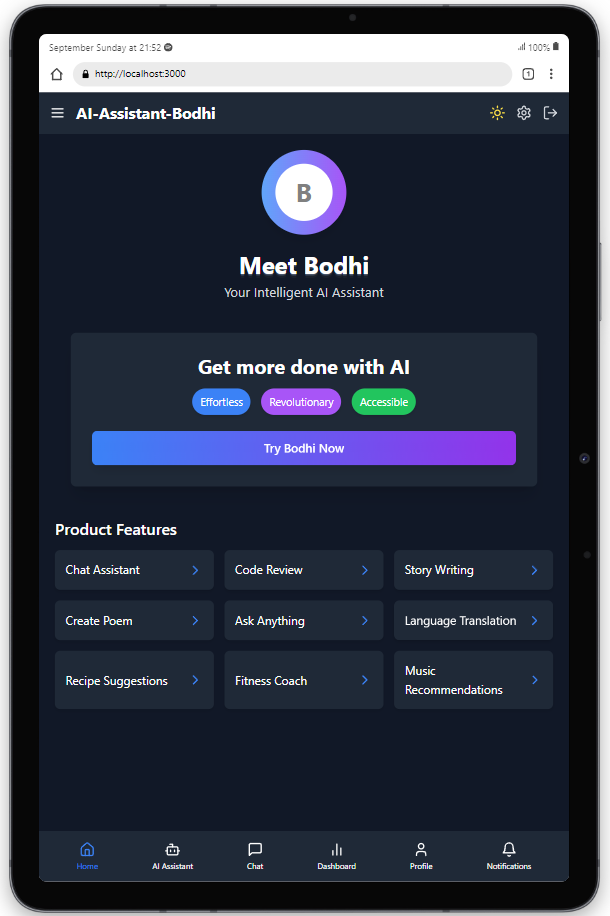 September Sunday at 21:52
100%
http://localhost:3000
1
AI-Assistant-Bodhi
B
Meet Bodhi
Your Intelligent AI Assistant
Get more done with AI
Effortless Revolutionary Accessible
Try Bodhi Now
Product Features
Chat Assistant
Code Review
Story Writing
Create Poem
Ask Anything
Language Translation
Recipe Suggestions
Fitness Coach
Music
Recommendations
Home
AI Assistant
Chat
Dashboard
Profile
Notifications